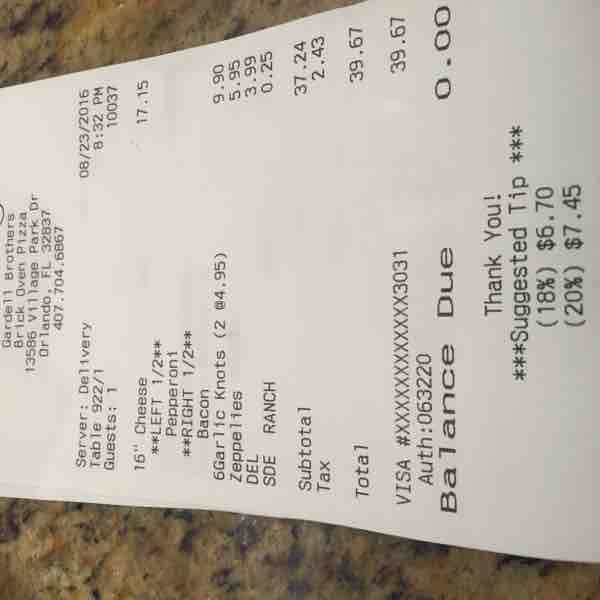 Gardell Brothers
Brick Oven Pizza
13586 Village Park Dr
Orlando, FL 32837
407.704.6867
Server: Delivery 08/23/2016
Table 922/1 8:32 PM
Guests: 1 10037
16" Cheese 17.15
**LEFT 1/2**
Pepperoni
**RIGHT 1/2**
Bacon
6Garlic Knots (2 @4.95) 9.90
Zeppelies 5.95
DEL 3.99
SDE RANCH 0.25
Subtotal 37.24
Tax 2.43
Total 39.67
VISA #XXXXXXXXXXXX3031 39.67
Auth:063220
Balance Due 0.00
Thank You!
***Suggested Tip ***
(18%) $6.70
(20%) $7.45